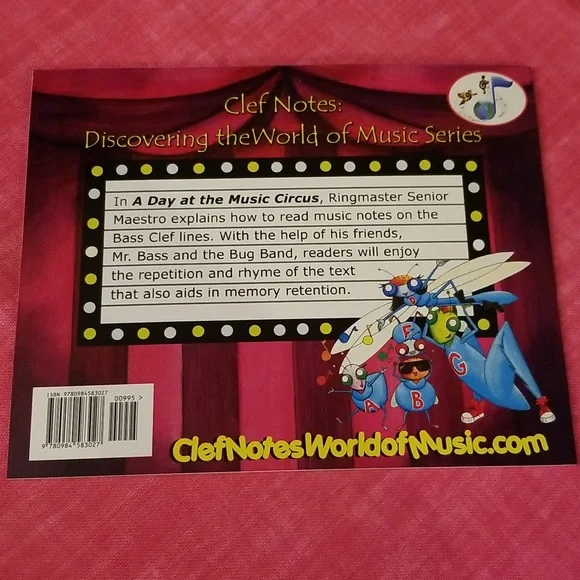 Clef Notes:
Discovering theWorld of Music Series
In A Day at the Music Circus, Ringmaster Senior
Maestro explains how to read music notes on the
Bass Clef lines. With the help of his friends,
Mr. Bass and the Bug Band, readers will enjoy
the repetition and rhyme of the text
that also aids in memory retention.
D
F
G
A
B
ISBN 9780984583027
00995 >
9 780984 583027
ClefNotesWorldofMusic.com